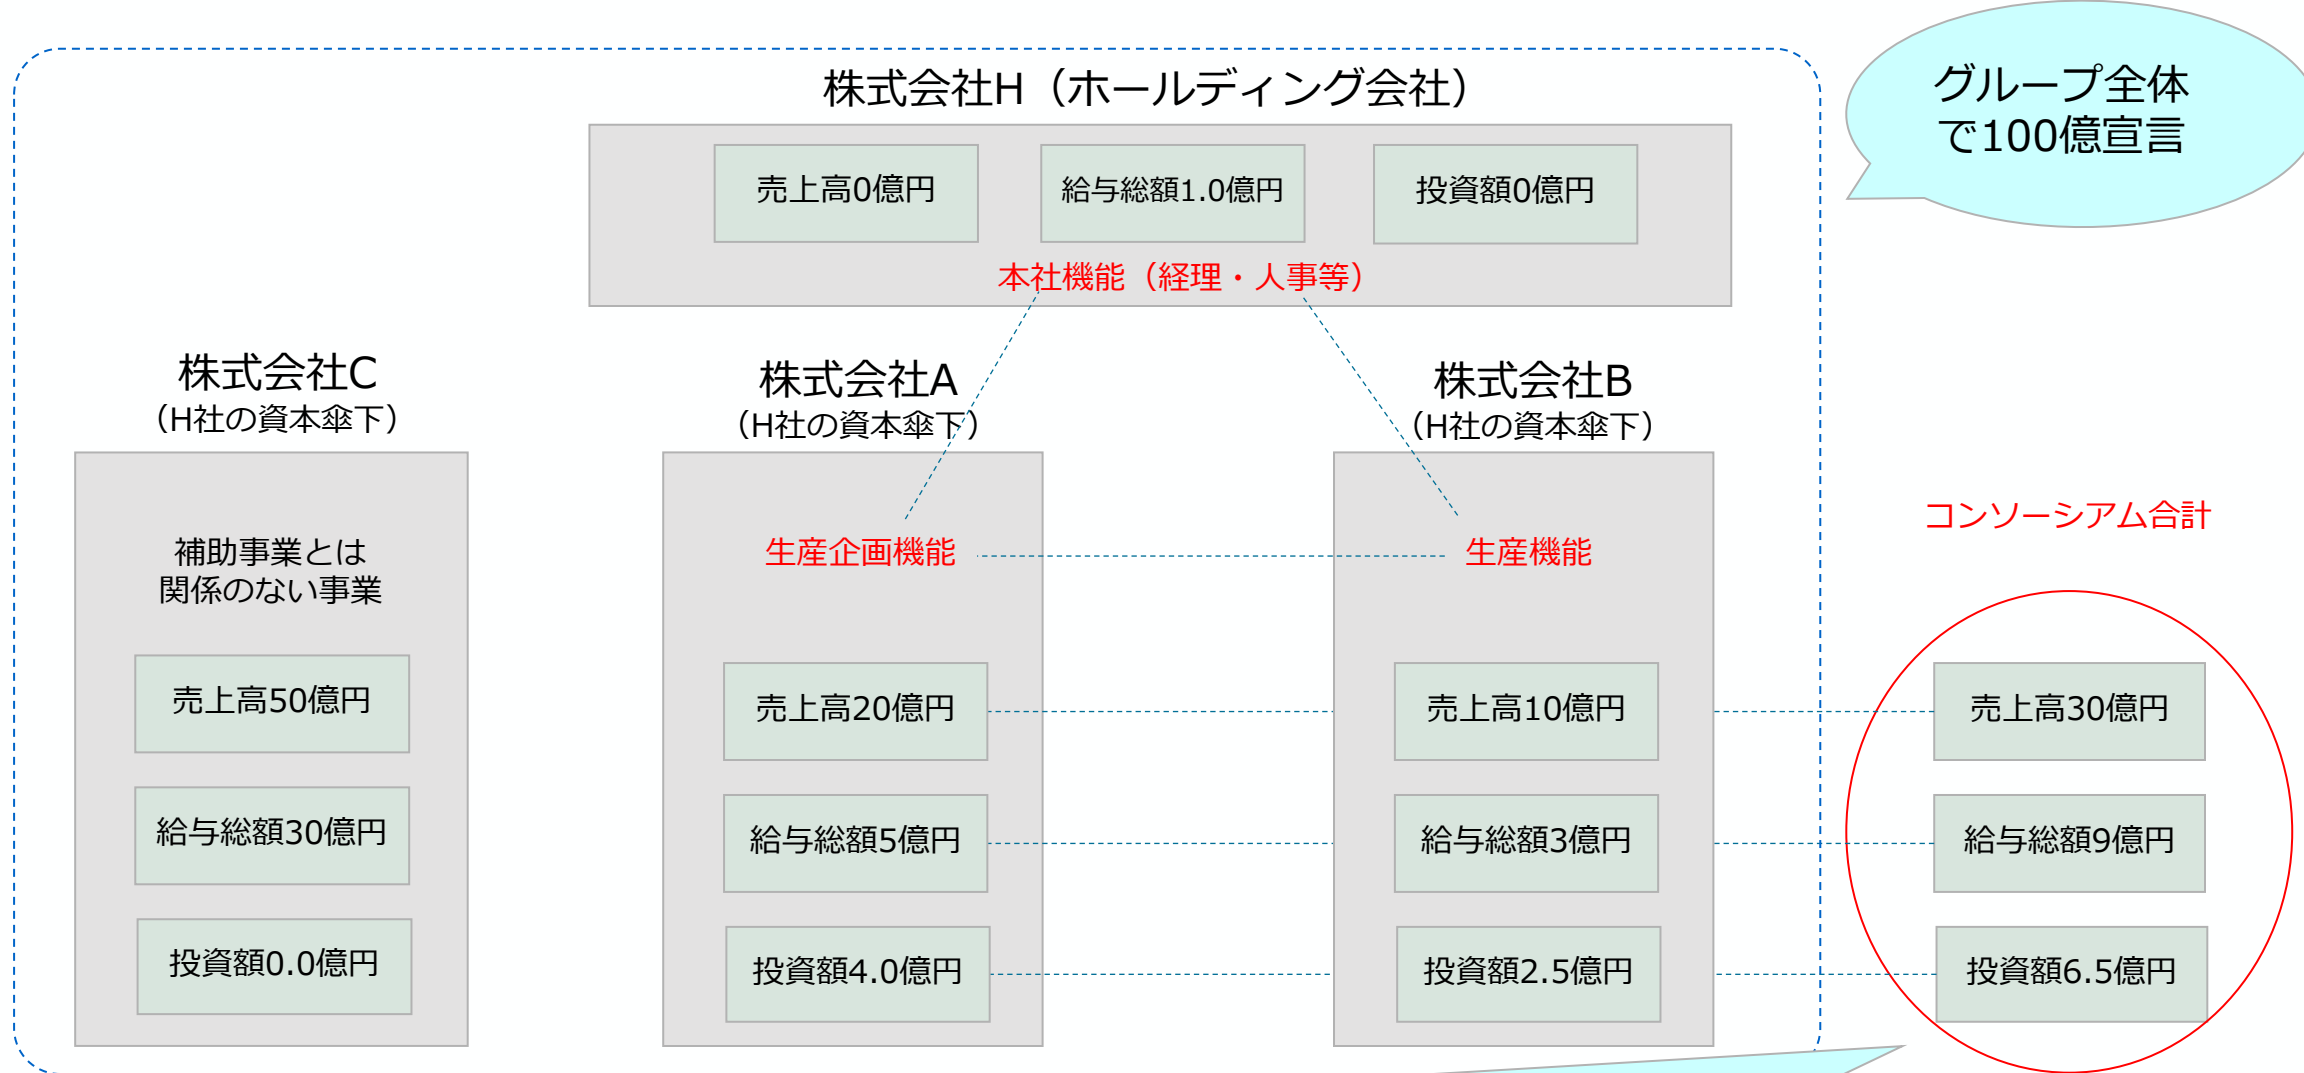 グループ全体
で100億宣言
株式会社H（ホールディング会社）
売上高0億円
給与総額1.0億円
投資額0億円
本社機能（経理・人事等）
株式会社C
（H社の資本傘下）
補助事業とは
関係のない事業
売上高50億円
給与総額30億円
投資額0.0億円
株式会社A
（H社の資本傘下）
生産企画機能
売上高20億円
給与総額5億円
投資額4.0億円
株式会社B
（H社の資本傘下）
生産機能
売上高10億円
給与総額3億円
投資額2.5億円
コンソーシアム合計
売上高30億円
給与総額9億円
投資額6.5億円